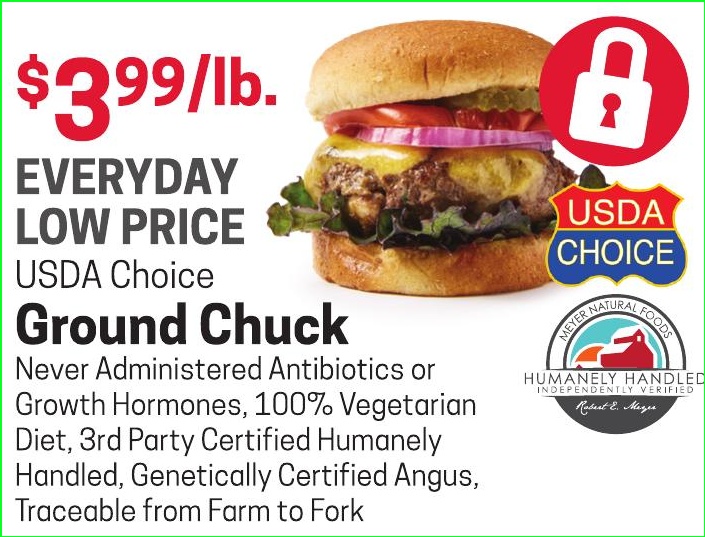 $3.99/lb.
EVERYDAY
LOW PRICE
USDA Choice
Ground Chuck
Never Administered Antibiotics or
Growth Hormones, 100% Vegetarian
Diet, 3rd Party Certified Humanely
Handled, Genetically Certified Angus,
Traceable from Farm to Fork
USDA
CHOICE
MEYER NATURAL FOODS
HUMANELY HANDLED
INDEPENDENTLY VERIFIED
Robert E. Meyer